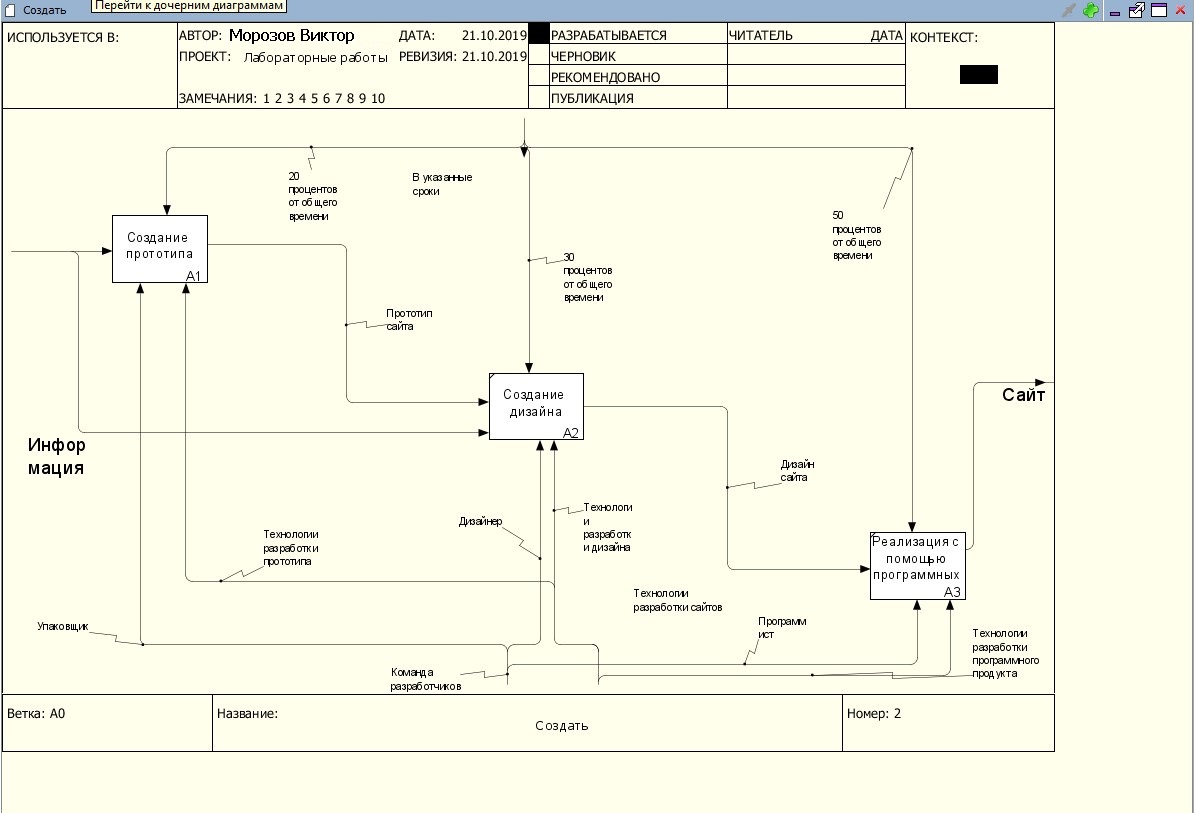 Создать
Перейти к дочерним диаграммам
ИСПОЛЬЗУЕТСЯ В:
АВТОР: Морозов Виктор
ДАТА: 21.10.2019
ПРОЕКТ: Лабораторные работы
РЕВИЗИЯ: 21.10.2019
ЗАМЕЧАНИЯ: 1 2 3 4 5 6 7 8 9 10
РАЗРАБАТЫВАЕТСЯ
ЧЕРНОВИК
РЕКОМЕНДОВАНО
ПУБЛИКАЦИЯ
ЧИТАТЕЛЬ
ДАТА
КОНТЕКСТ:
20
процентов
от общего
времени
В указанные
сроки
50
процентов
от общего
времени
Создание
прототипа
A1
30
процентов
от общего
времени
Прототип
сайта
Создание
дизайна
A2
Сайт
Инфор
мация
Дизайн
сайта
Дизайнер
Технологи
и
разработк
и дизайна
Технологии
разработки
прототипа
Реализация с
помощью
программных
A3
Технологии
разработки сайтов
Упаковщик
Программ
ист
Технологии
разработки
программного
продукта
Команда
разработчиков
Ветка: A0
Название:
Создать
Номер: 2